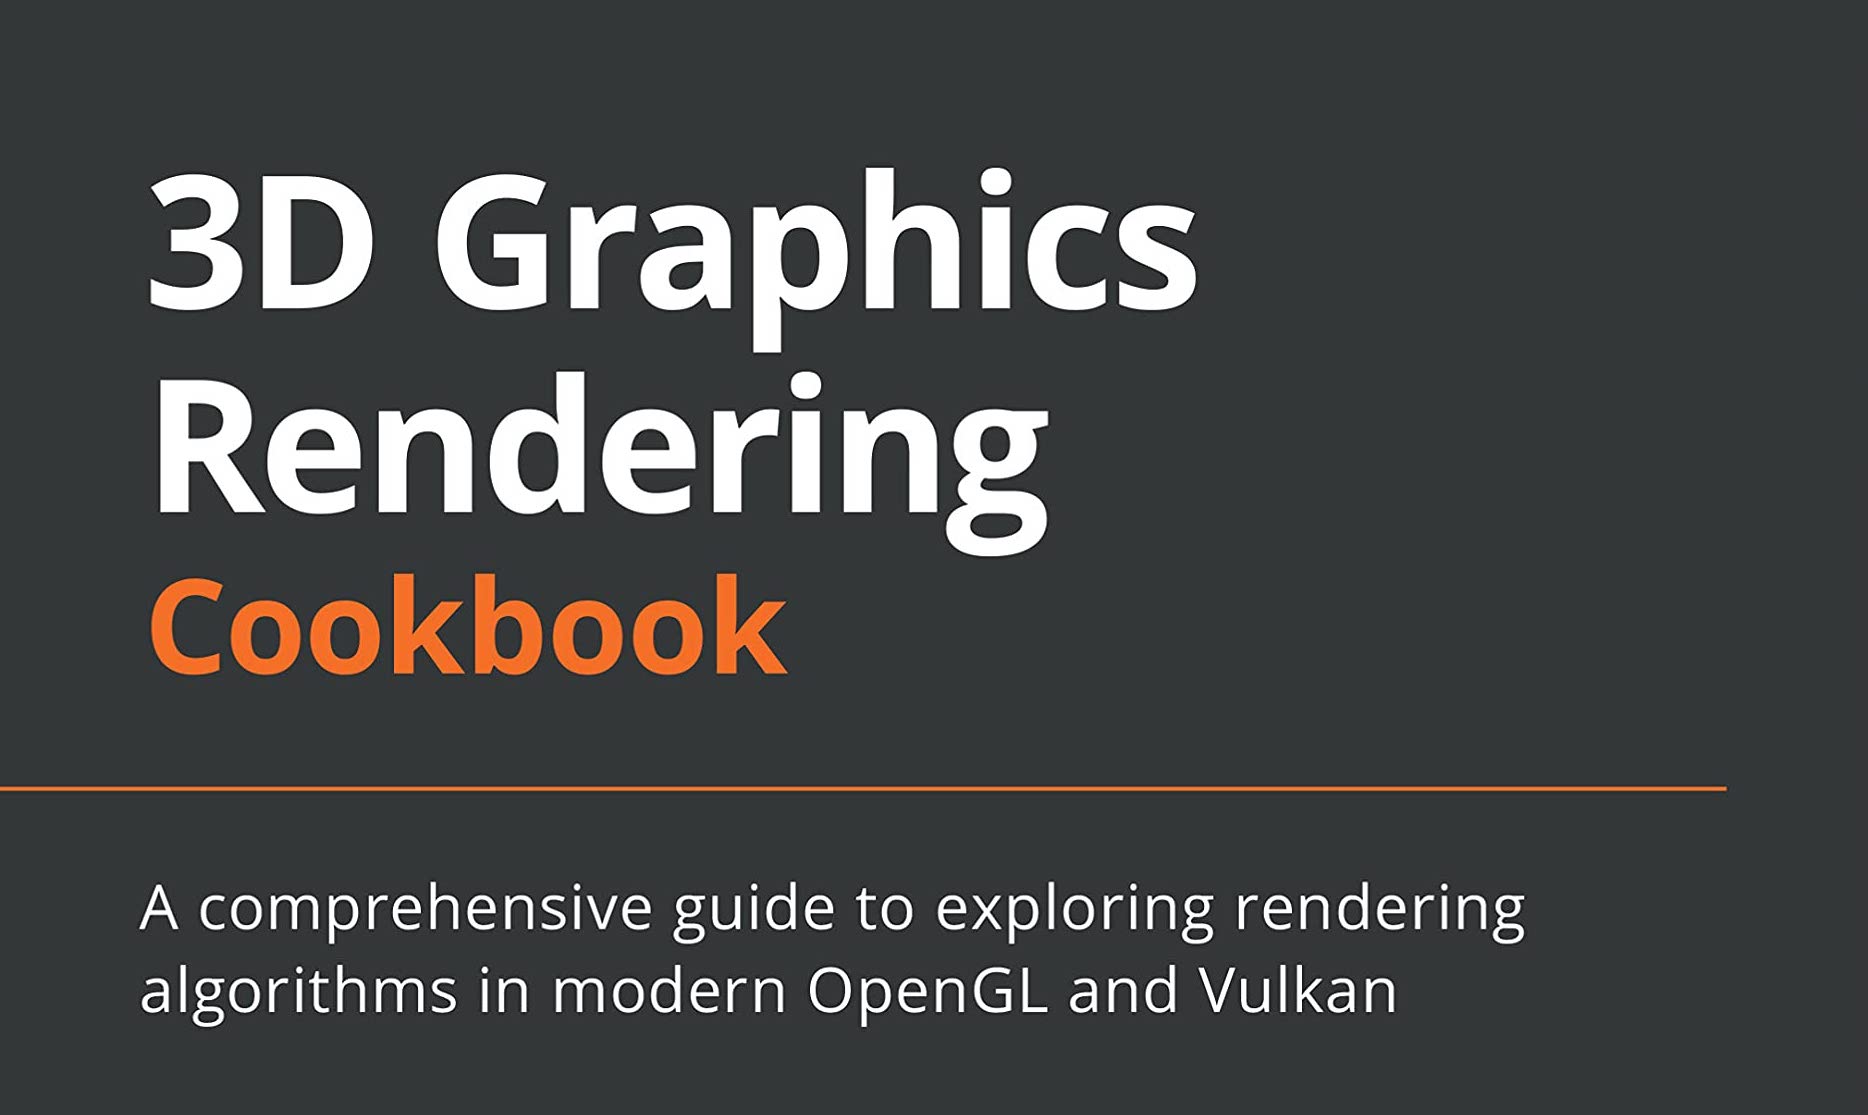 3D Graphics
Rendering
Cookbook
A comprehensive guide to exploring rendering
algorithms in modern OpenGL and Vulkan